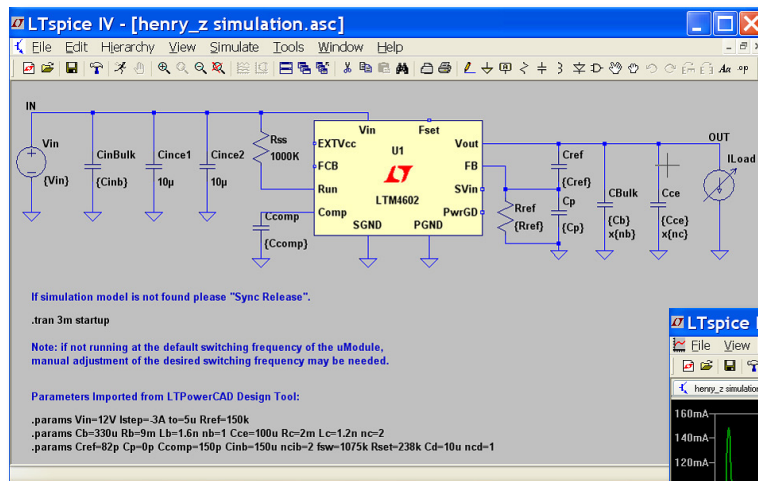 LTspice IV - [henry_z simulation.asc]
File Edit Hierarchy View Simulate Tools Window Help
Aa .op
IN
OUT
Vin
{Vin}
CinBulk
{Cinb}
Cince1
10µ
Cince2
10µ
Rss
1000K
Vin
Fset
EXTVcc
U1
Vout
FCB
FB
Run
LTM4602
SVin
Comp
PwrGD
SGND
PGND
Ccomp
{Ccomp}
Cref
{Cref}
Rref
{Rref}
Cp
{Cp}
CBulk
{Cb}
x{nb}
Cce
{Cce}
x{nc}
ILoad
If simulation model is not found please "Sync Release".
.tran 3m startup
Note: if not running at the default switching frequency of the uModule,
manual adjustment of the desired switching frequency may be needed.
Parameters Imported from LTPowerCAD Design Tool:
.params Vin=12V Istep=-3A to=5u Rref=150k
.params Cb=330u Rb=9m Lb=1.6n nb=1 Cce=100u Rc=2m Lc=1.2n nc=2
.params Cref=82p Cp=0p Ccomp=150p Cinb=150u ncib=2 fsw=1075k Rset=238k Cd=10u ncd=1
LTspice
File View
henry_z simulation
160mA
140mA
120mA